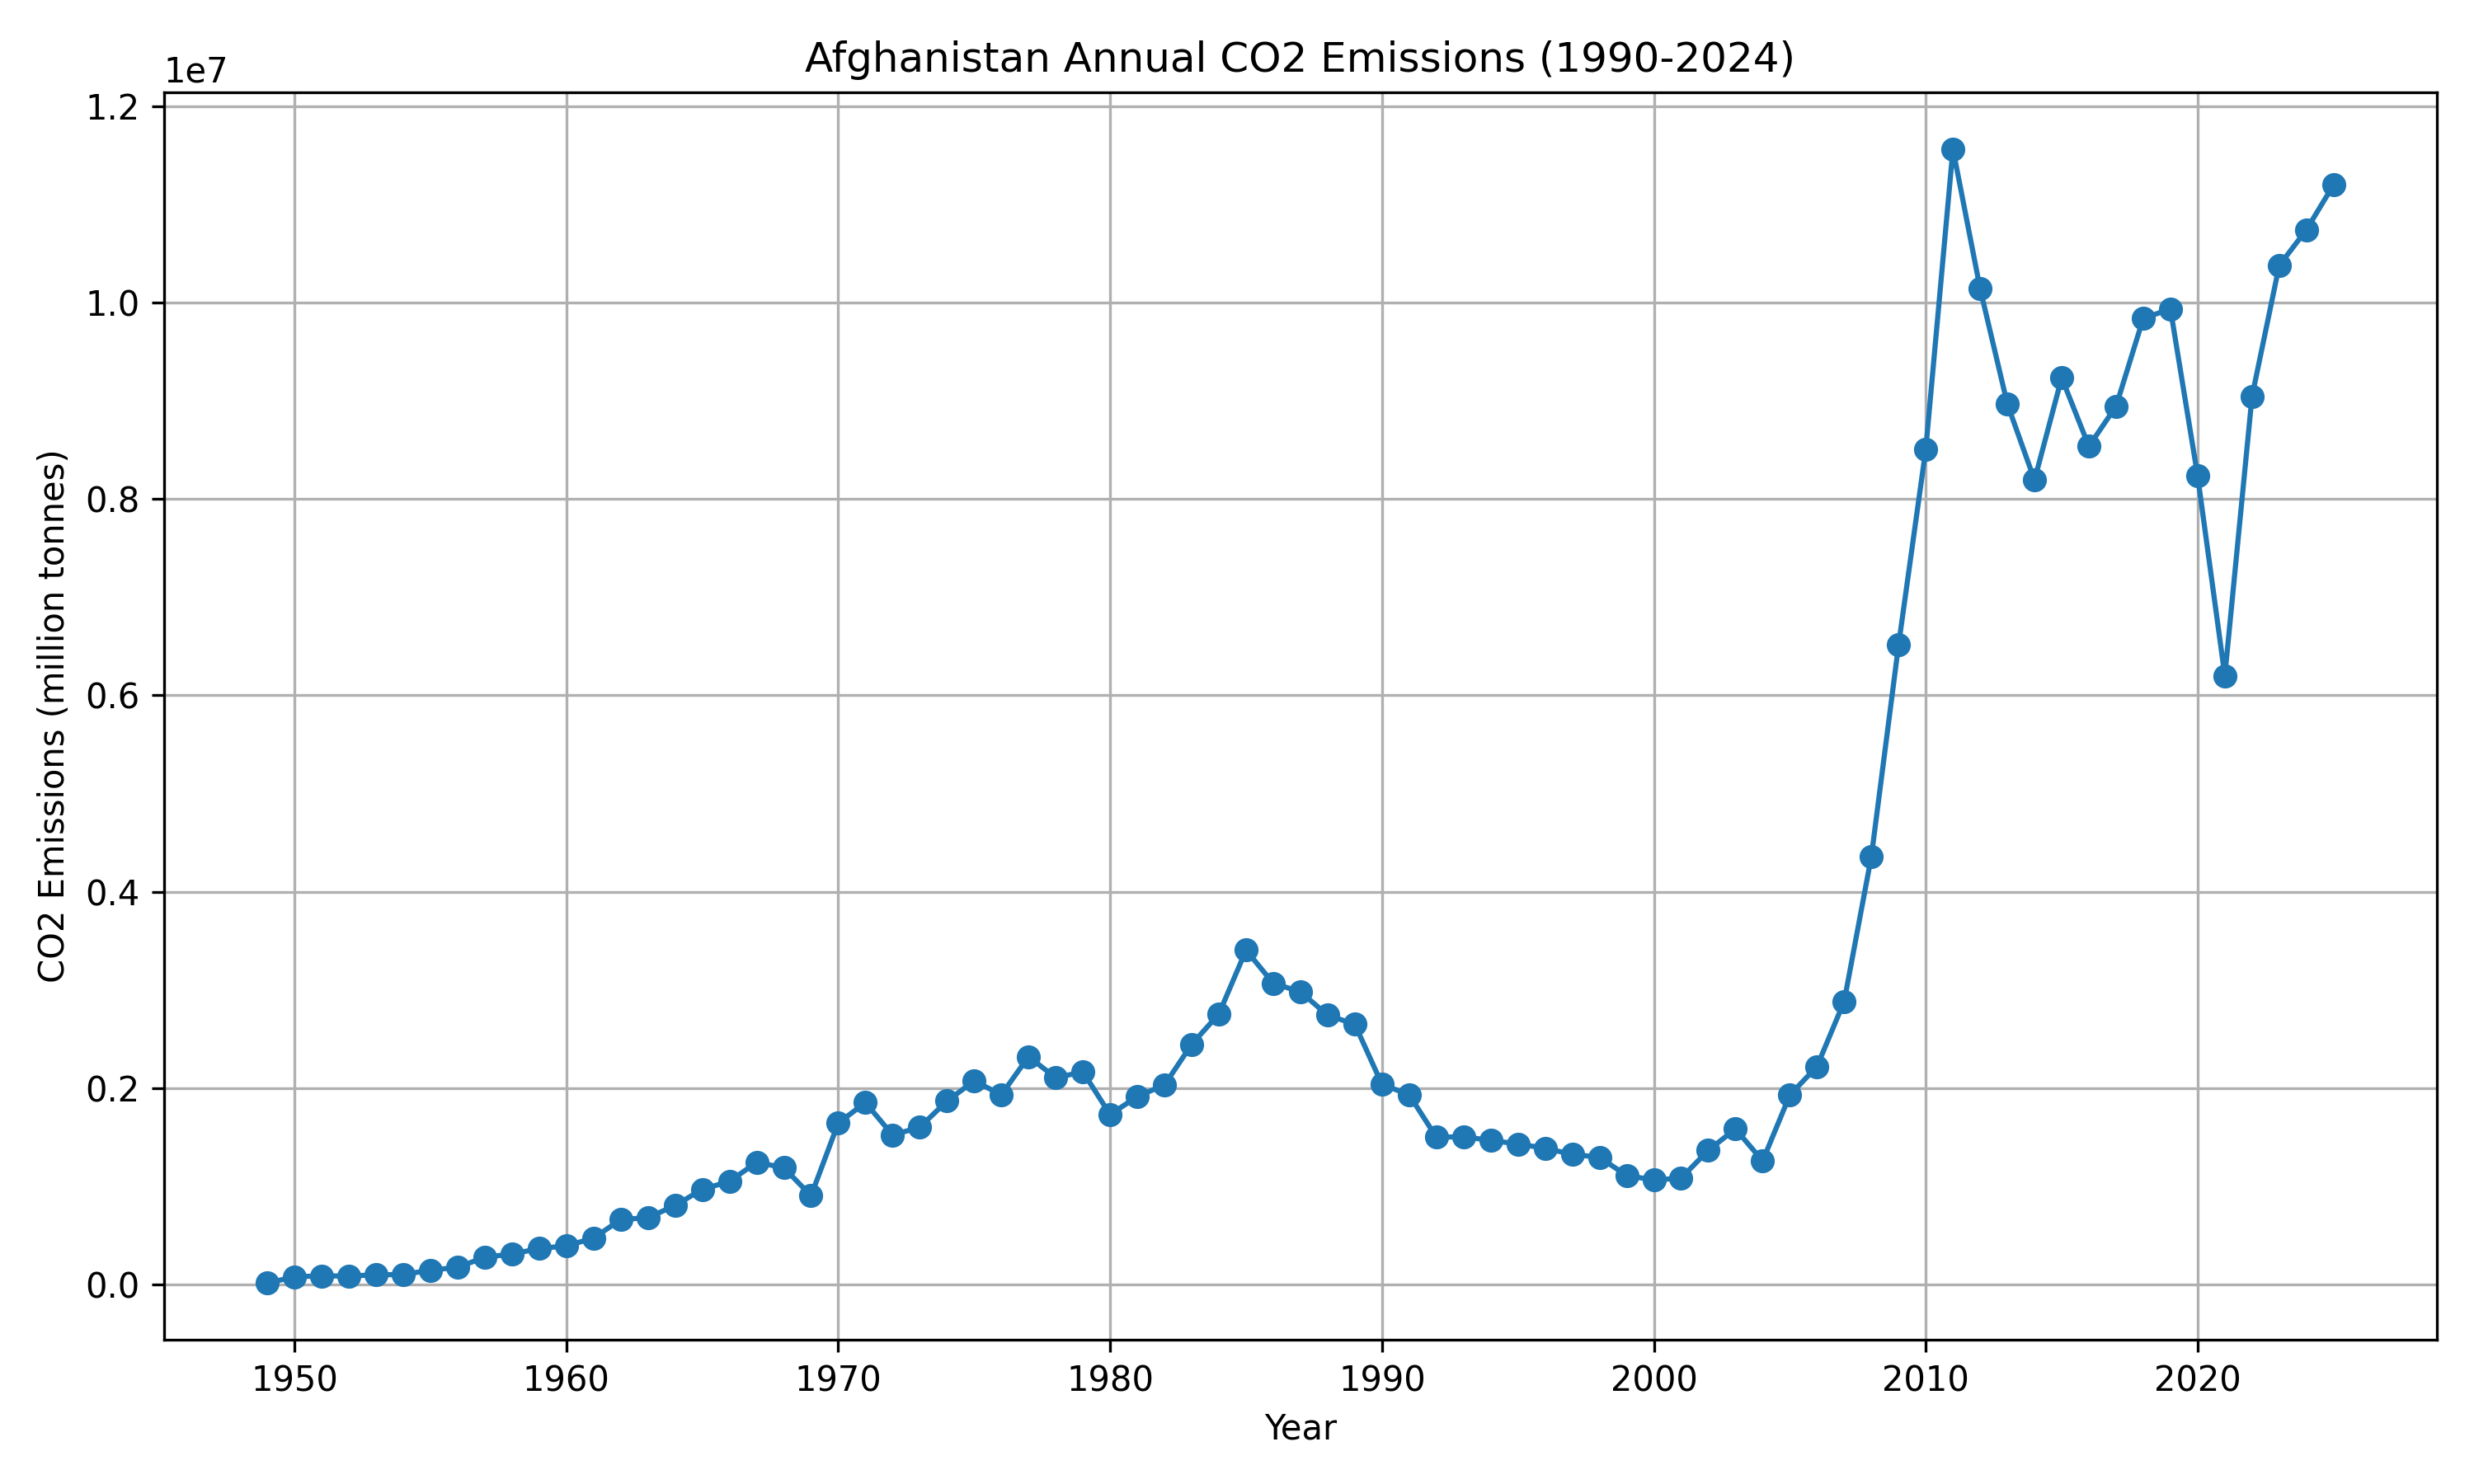 Afghanistan Annual CO2 Emissions (1990-2024)
1e7
1.2
1.0
0.8
0.6
0.4
0.2
0.0
CO2 Emissions (million tonnes)
1950 1960 1970 1980 1990 2000 2010 2020
Year